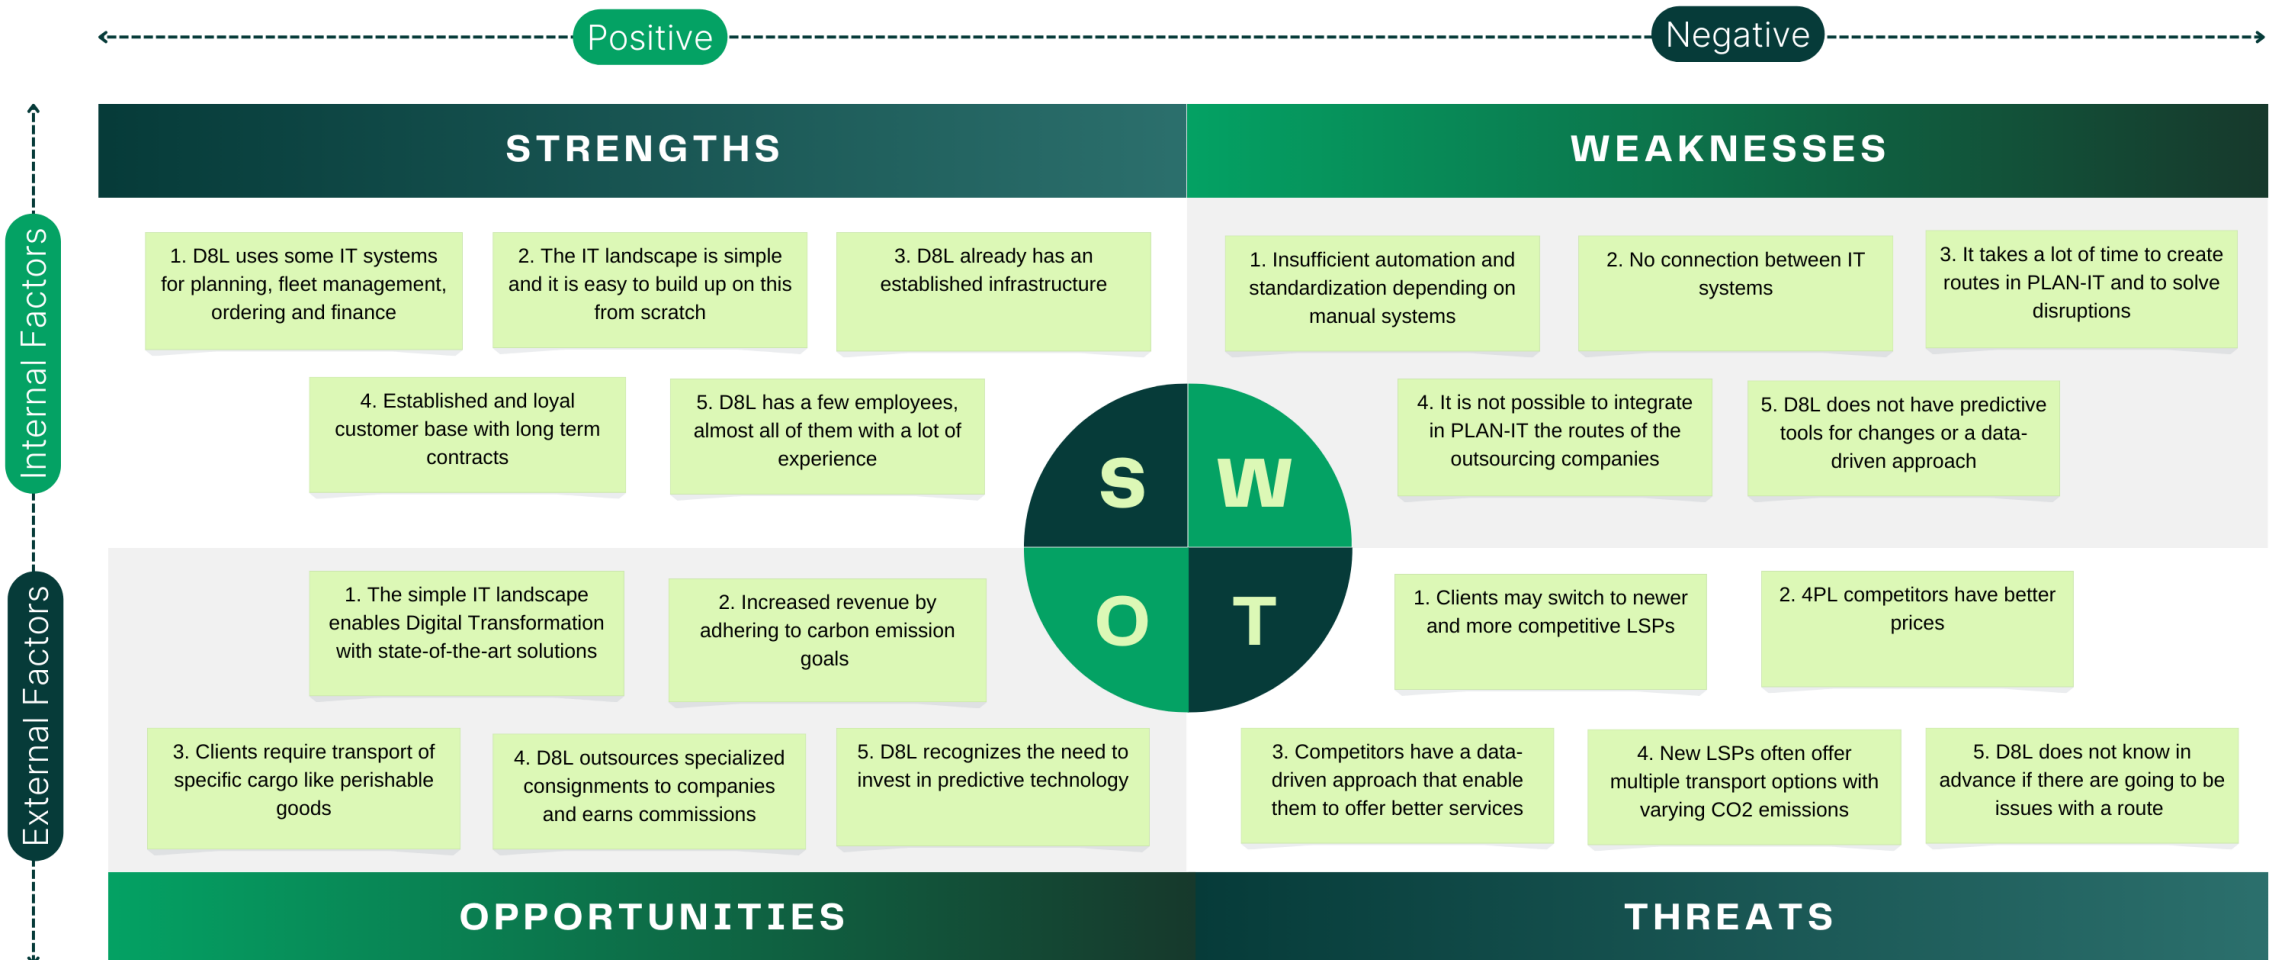 Positive
Negative
STRENGTHS
WEAKNESSES
Internal Factors
1. D8L uses some IT systems
for planning, fleet management,
ordering and finance
2. The IT landscape is simple
and it is easy to build up on this
from scratch
3. D8L already has an
established infrastructure
4. Established and loyal
customer base with long term
contracts
5. D8L has a few employees,
almost all of them with a lot of
experience
1. Insufficient automation and
standardization depending on
manual systems
2. No connection between IT
systems
3. It takes a lot of time to create
routes in PLAN-IT and to solve
disruptions
4. It is not possible to integrate
in PLAN-IT the routes of the
outsourcing companies
5. D8L does not have predictive
tools for changes or a data-
driven approach
S
W
O
T
External Factors
1. The simple IT landscape
enables Digital Transformation
with state-of-the-art solutions
2. Increased revenue by
adhering to carbon emission
goals
3. Clients require transport of
specific cargo like perishable
goods
4. D8L outsources specialized
consignments to companies
and earns commissions
5. D8L recognizes the need to
invest in predictive technology
1. Clients may switch to newer
and more competitive LSPs
2. 4PL competitors have better
prices
3. Competitors have a data-
driven approach that enable
them to offer better services
4. New LSPs often offer
multiple transport options with
varying CO2 emissions
5. D8L does not know in
advance if there are going to be
issues with a route
OPPORTUNITIES
THREATS